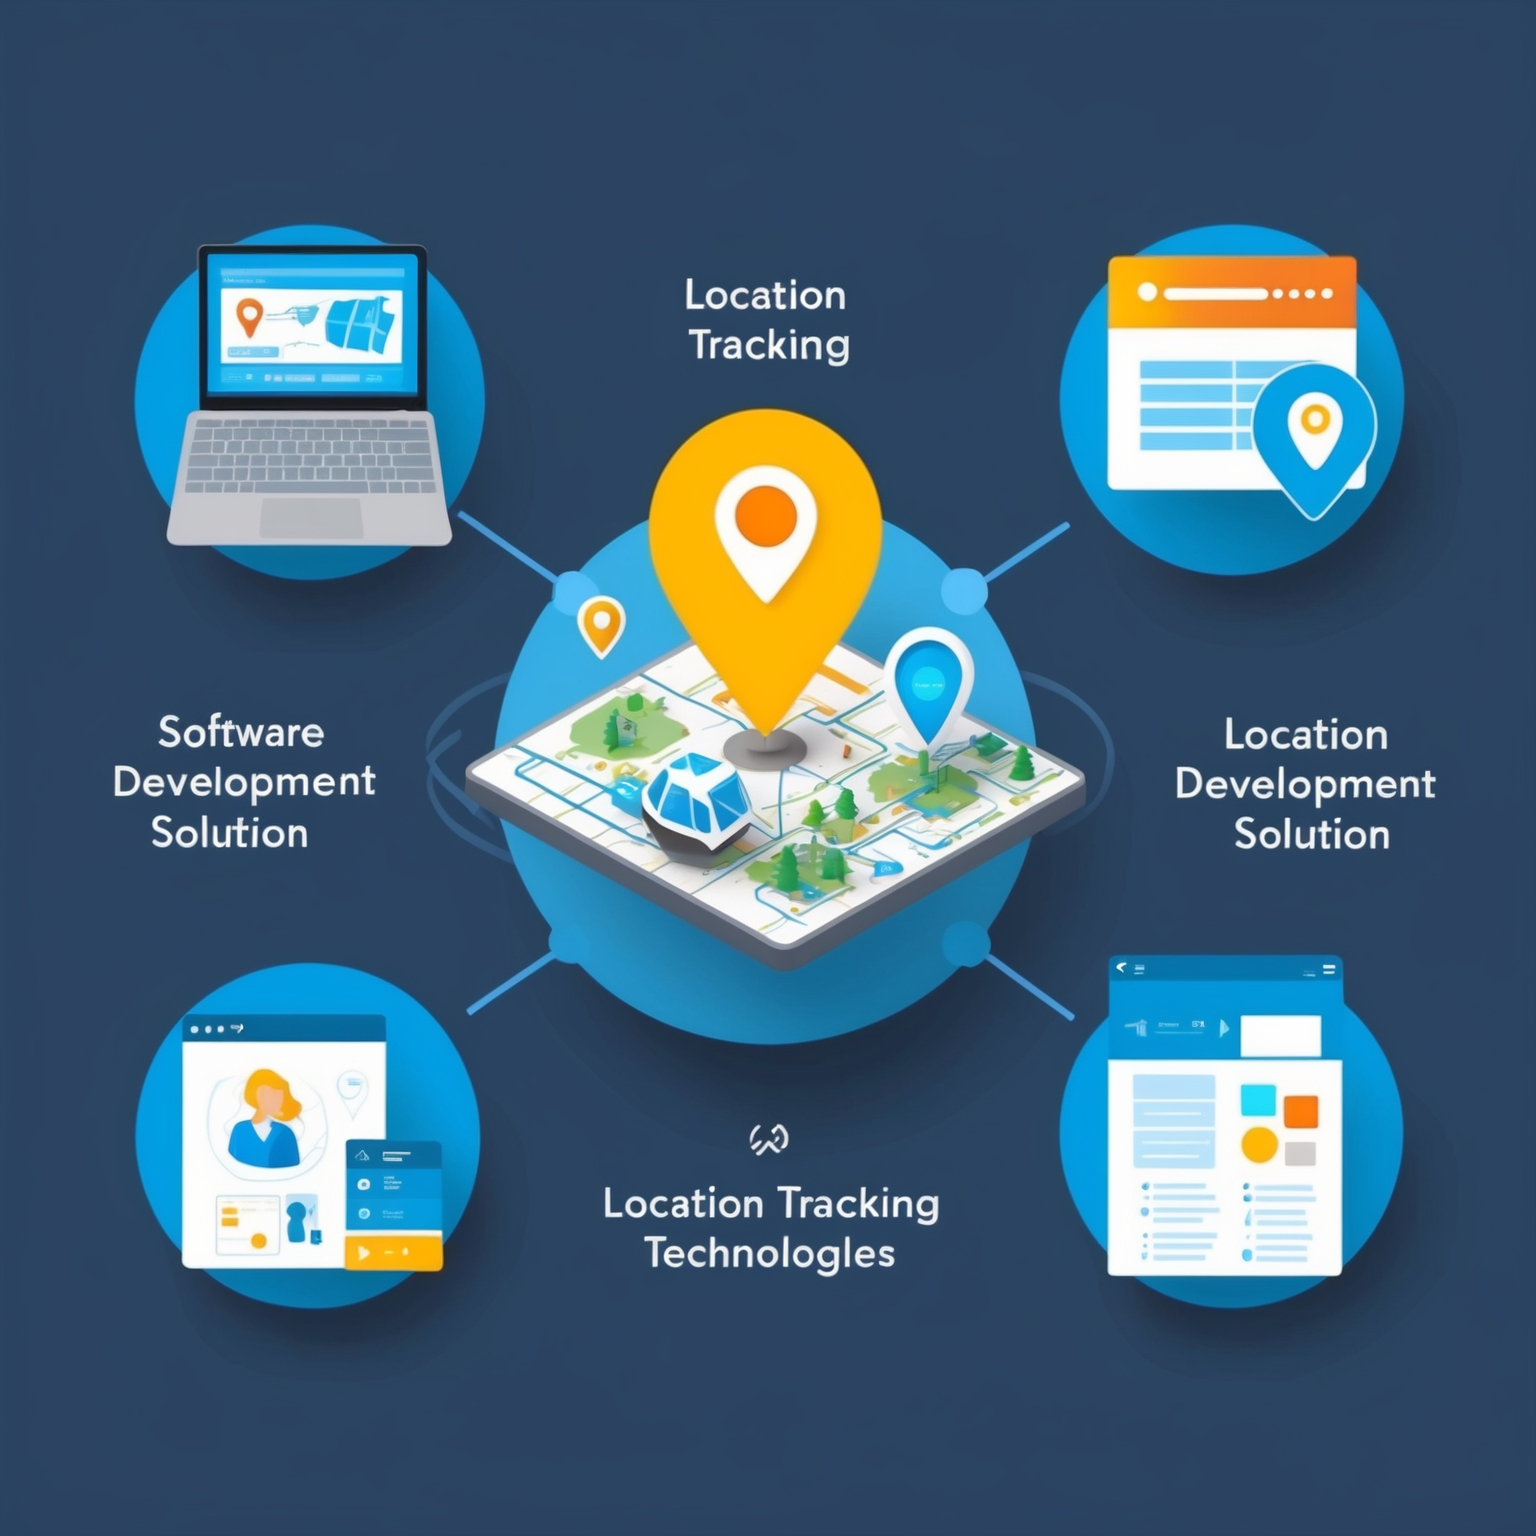 Location
Tracking
Software
Development
Solution
Location
Development
Solution
Location Tracking
Technologles